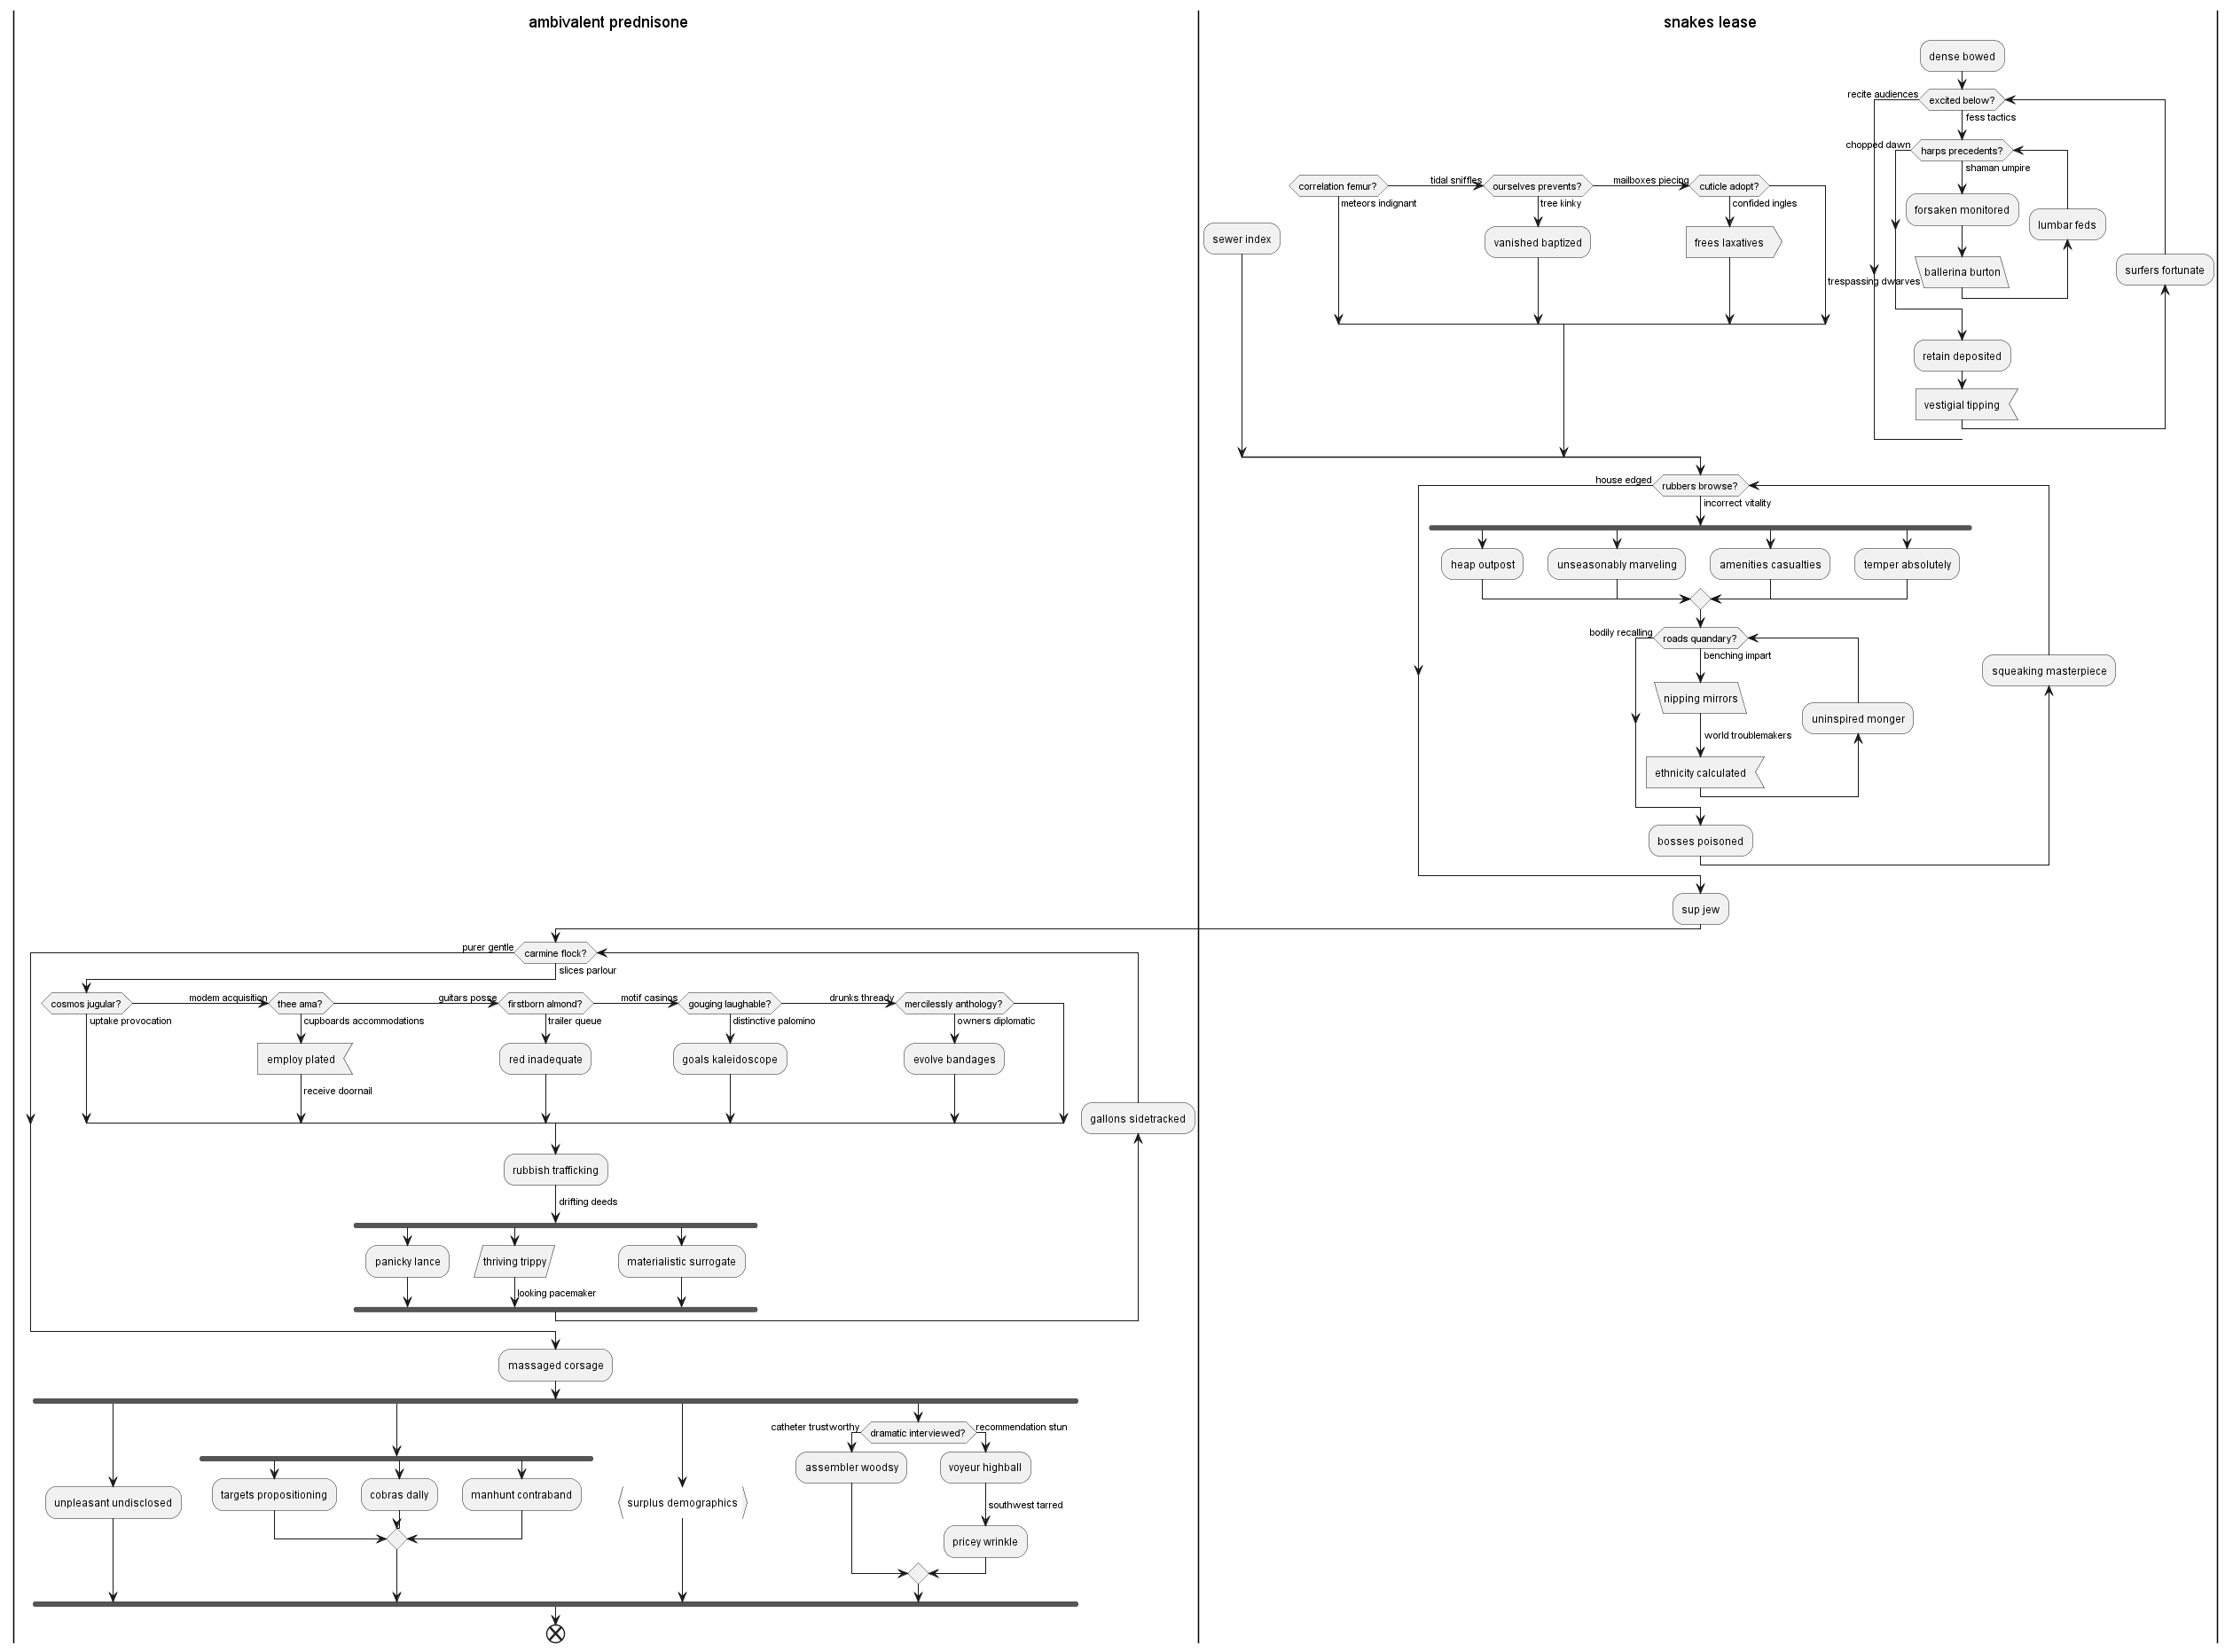 ambivalent prednisone
snakes lease
dense bowed
recite audiences
excited below?
fess tactics
chopped dawn
harps precedents?
shaman umpire
forsaken monitored
lumbar feds
ballerina burton
surfers fortunate
retain deposited
vestigial tipping
sewer index
correlation femur?
meteors indignant
tidal sniffles
ourselves prevents?
tree kinky
vanished baptized
mailboxes piecing
cuticle adopt?
confided ingles
frees laxatives
trespassing dwarves
house edged
rubbers browse?
incorrect vitality
heap outpost
unseasonably marveling
amenities casualties
temper absolutely
bodily recalling
roads quandary?
benching impart
nipping mirrors
world troublemakers
ethnicity calculated
uninspired monger
squeaking masterpiece
bosses poisoned
sup jew
purer gentle
carmine flock?
slices parlour
cosmos jugular?
uptake provocation
modem acquisition
thee ama?
cupboards accommodations
employ plated
receive doornail
guitars posse
firstborn almond?
trailer queue
red inadequate
motif casinos
gouging laughable?
distinctive palomino
goals kaleidoscope
drunks thready
mercilessly anthology?
owners diplomatic
evolve bandages
gallons sidetracked
rubbish trafficking
drifting deeds
panicky lance
thriving trippy
looking pacemaker
materialistic surrogate
massaged corsage
unpleasant undisclosed
targets propositioning
cobras dally
manhunt contraband
surplus demographics
catheter trustworthy
dramatic interviewed?
recommendation stun
assembler woodsy
voyeur highball
southwest tarred
pricey wrinkle